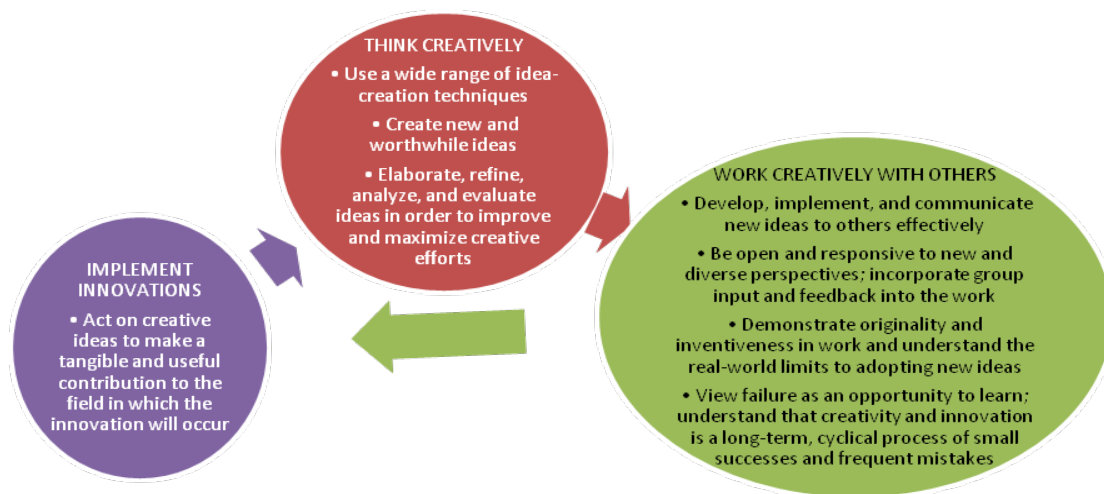 THINK CREATIVELY
• Use a wide range of idea-
creation techniques
• Create new and
worthwhile ideas
• Elaborate, refine,
analyze, and evaluate
ideas in order to improve
and maximize creative
efforts
WORK CREATIVELY WITH OTHERS
• Develop, implement, and communicate
new ideas to others effectively
• Be open and responsive to new and
diverse perspectives; incorporate group
input and feedback into the work
• Demonstrate originality and
inventiveness in work and understand the
real-world limits to adopting new ideas
• View failure as an opportunity to learn;
understand that creativity and innovation
is a long-term, cyclical process of small
successes and frequent mistakes
IMPLEMENT
INNOVATIONS
• Act on creative
ideas to make a
tangible and useful
contribution to the
field in which the
innovation will occur